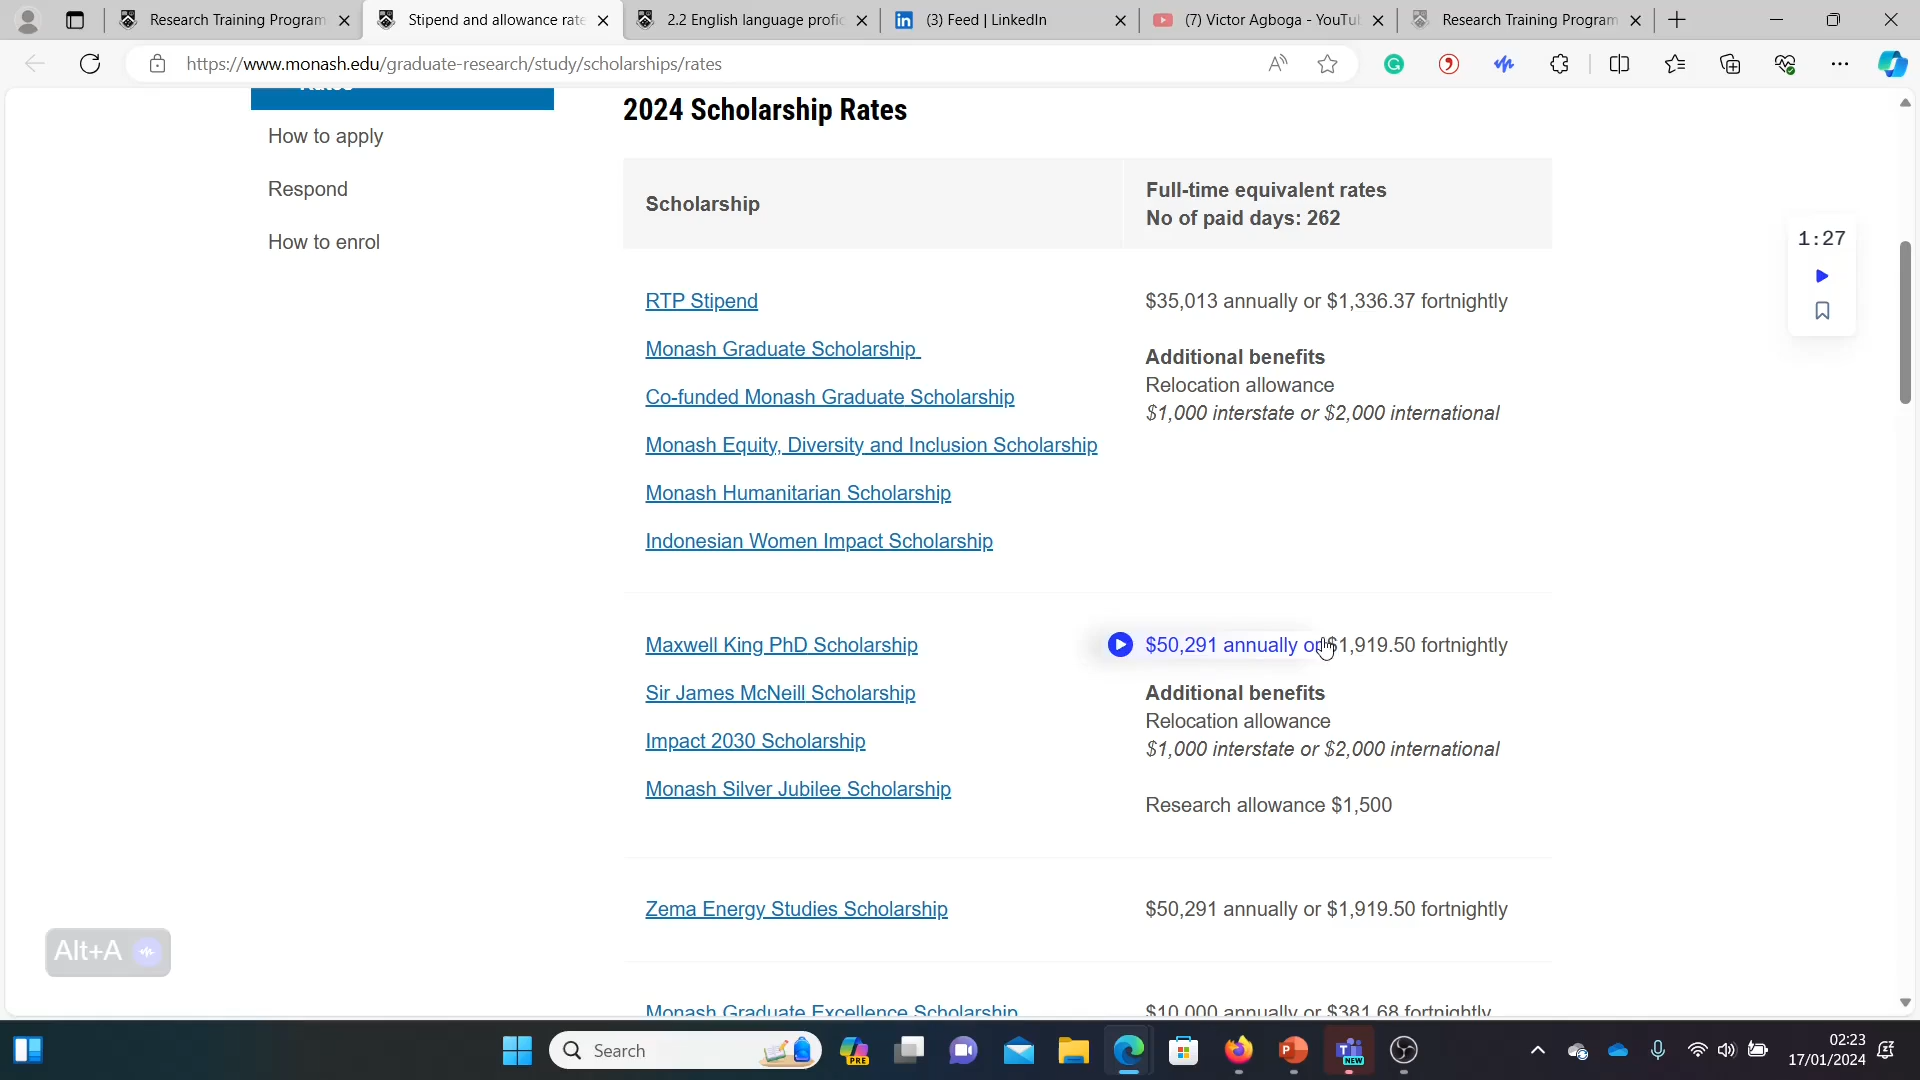 Research Training Program
Stipend and allowance rate
2.2 English language profic
(3) Feed | LinkedIn
(7) Victor Agboga - YouTu
Research Training Program
https://www.monash.edu/graduate-research/study/scholarships/rates
Rates
How to apply
Respond
How to enrol
2024 Scholarship Rates
Scholarship
Full-time equivalent rates
No of paid days: 262
RTP Stipend
Monash Graduate Scholarship
Co-funded Monash Graduate Scholarship
Monash Equity, Diversity and Inclusion Scholarship
Monash Humanitarian Scholarship
Indonesian Women Impact Scholarship
$35,013 annually or $1,336.37 fortnightly
Additional benefits
Relocation allowance
$1,000 interstate or $2,000 international
Maxwell King PhD Scholarship
Sir James McNeill Scholarship
Impact 2030 Scholarship
Monash Silver Jubilee Scholarship
$50,291 annually or $1,919.50 fortnightly
Additional benefits
Relocation allowance
$1,000 interstate or $2,000 international
Research allowance $1,500
Zema Energy Studies Scholarship
$50,291 annually or $1,919.50 fortnightly
Monash Graduate Excellence Scholarship
$10,000 annually or $381.68 fortnightly
1:27
Alt+A
Search
PRE
NEW
02:23
17/01/2024